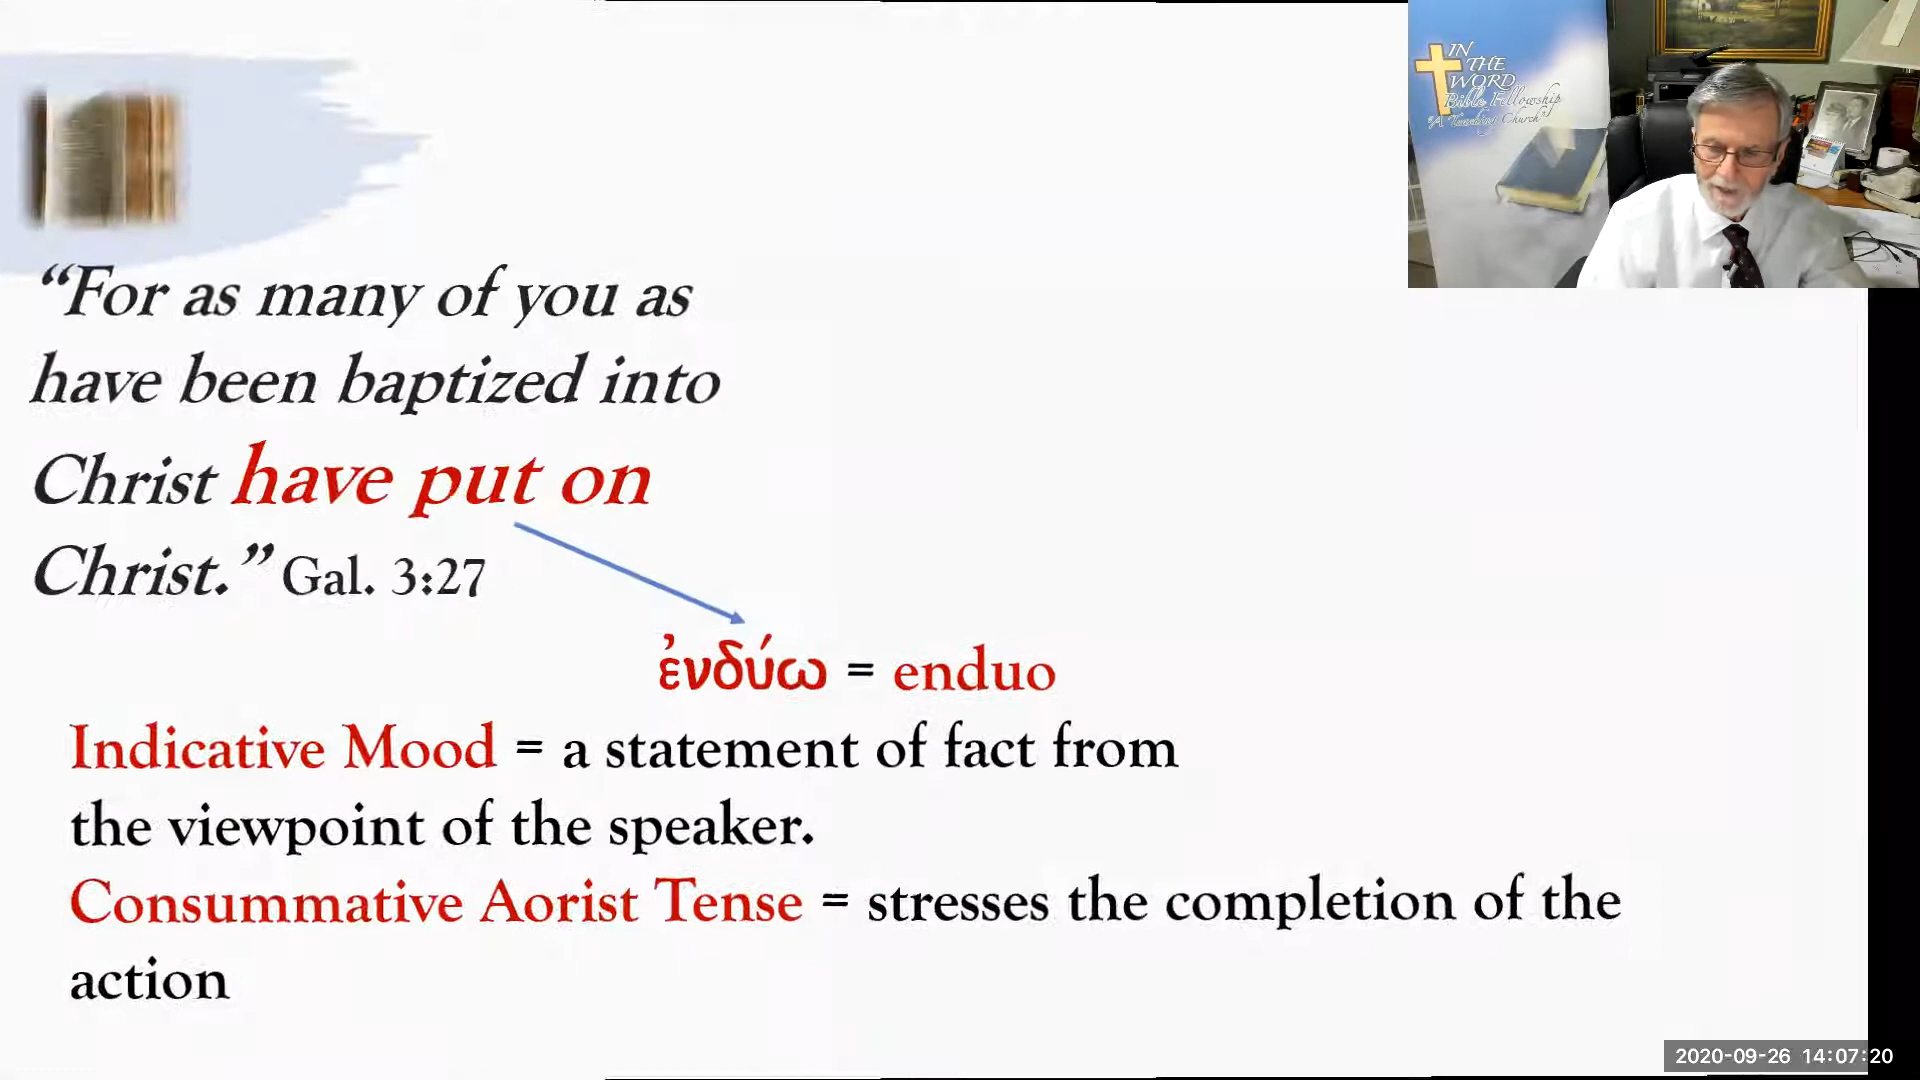 “For as many of you as
have been baptized into
Christ have put on
Christ.” Gal. 3:27
ἐνδύω = enduo
Indicative Mood = a statement of fact from
the viewpoint of the speaker.
Consummative Aorist Tense = stresses the completion of the
action
IN
THE
WORD
Bible Fellowship
"A Teaching Church"
2020-09-26 14:07:20